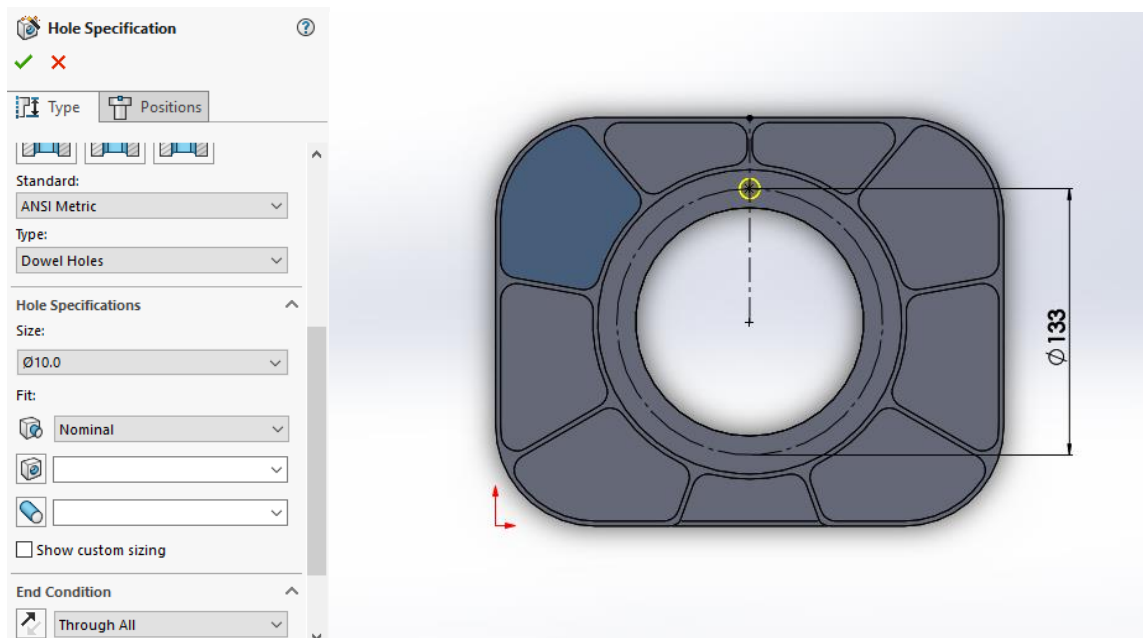 Hole Specification
Type
Positions
Standard:
ANSI Metric
Type:
Dowel Holes
Hole Specifications
Size:
Ø10.0
Fit:
Nominal
Show custom sizing
End Condition
Through All
Ø133